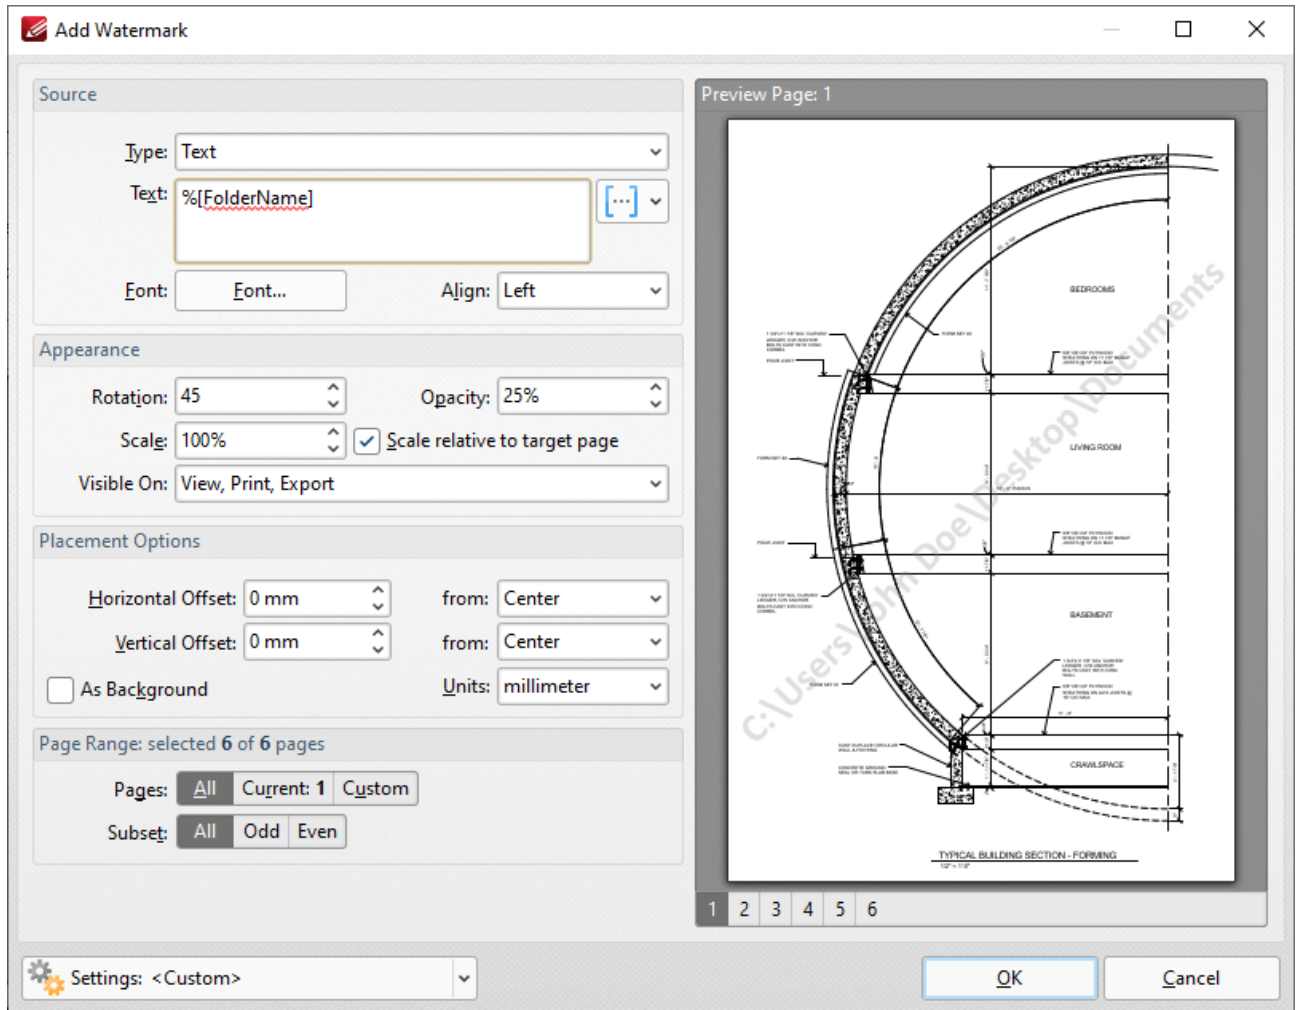 Add Watermark
Source
Type: Text
Text: %[FolderName]
Font: Font... Align: Left
Appearance
Rotation: 45 Opacity: 25%
Scale: 100% Scale relative to target page
Visible On: View, Print, Export
Placement Options
Horizontal Offset: 0 mm from: Center
Vertical Offset: 0 mm from: Center
As Background Units: millimeter
Page Range: selected 6 of 6 pages
Pages: All Current: 1 Custom
Subset: All Odd Even
Preview Page: 1
BEDROOMS
LIVING ROOM
BASEMENT
CRAWLSPACE
C:\Users\John Doe\Desktop\Documents
TYPICAL BUILDING SECTION - FORMING
1/2" = 1'-0"
1 2 3 4 5 6
Settings: <Custom>
OK Cancel